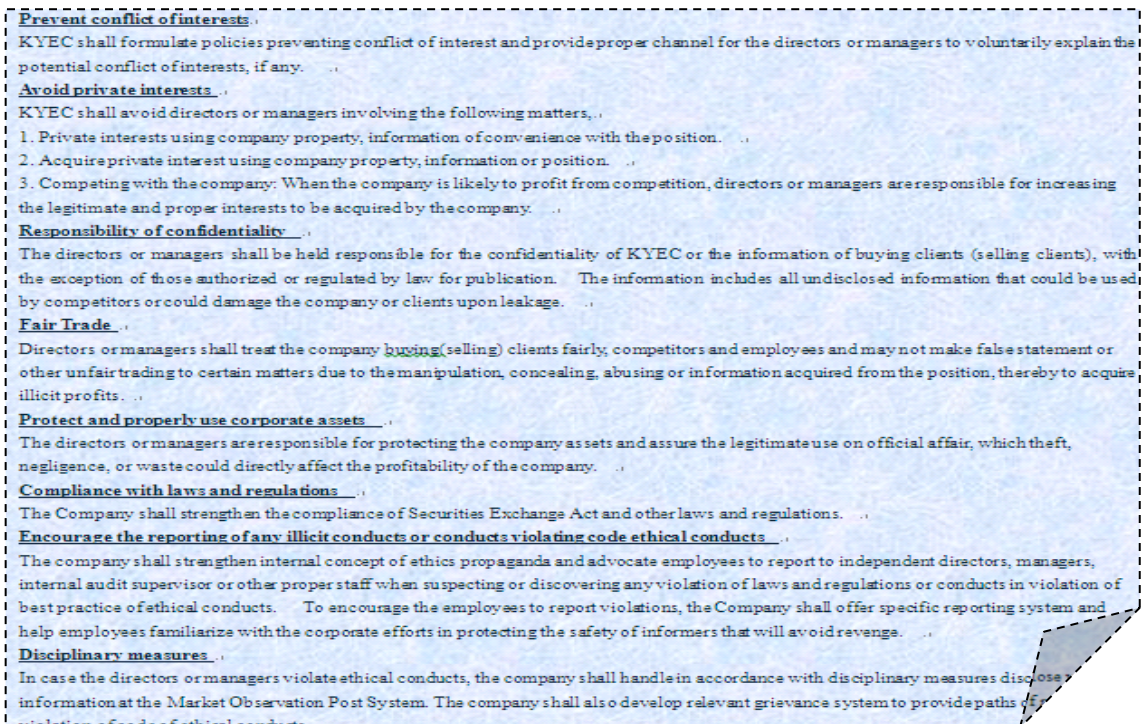 Prevent conflict of interests.
KYEC shall formulate policies preventing conflict of interest and provide proper channel for the directors or managers to voluntarily explain the
potential conflict of interests, if any.
Avoid private interests .
KYEC shall avoid directors or managers involving the following matters,.
1. Private interests using company property, information of convenience with the position.
2. Acquire private interest using company property, information or position.
3. Competing with the company: When the company is likely to profit from competition, directors or managers are responsible for increasing
the legitimate and proper interests to be acquired by the company.
Responsibility of confidentiality
The directors or managers shall be held responsible for the confidentiality of KYEC or the information of buying clients (selling clients), with
the exception of those authorized or regulated by law for publication. The information includes all undisclosed information that could be used
by competitors or could damage the company or clients upon leakage.
Fair Trade
Directors or managers shall treat the company buying(selling) clients fairly, competitors and employees and may not make false statement or
other unfair trading to certain matters due to the manipulation, concealing, abusing or information acquired from the position, thereby to acquire
illicit profits.
Protect and properly use corporate assets
The directors or managers are responsible for protecting the company assets and assure the legitimate use on official affair, which theft,
negligence, or waste could directly affect the profitability of the company.
Compliance with laws and regulations
The Company shall strengthen the compliance of Securities Exchange Act and other laws and regulations.
Encourage the reporting of any illicit conducts or conducts violating code ethical conducts
The company shall strengthen internal concept of ethics propaganda and advocate employees to report to independent directors, managers,
internal audit supervisor or other proper staff when suspecting or discovering any violation of laws and regulations or conducts in violation of
best practice of ethical conducts. To encourage the employees to report violations, the Company shall offer specific reporting system and
help employees familiarize with the corporate efforts in protecting the safety of informers that will avoid revenge.
Disciplinary measures
In case the directors or managers violate ethical conducts, the company shall handle in accordance with disciplinary measures disclose
information at the Market Observation Post System. The company shall also develop relevant grievance system to provide paths of